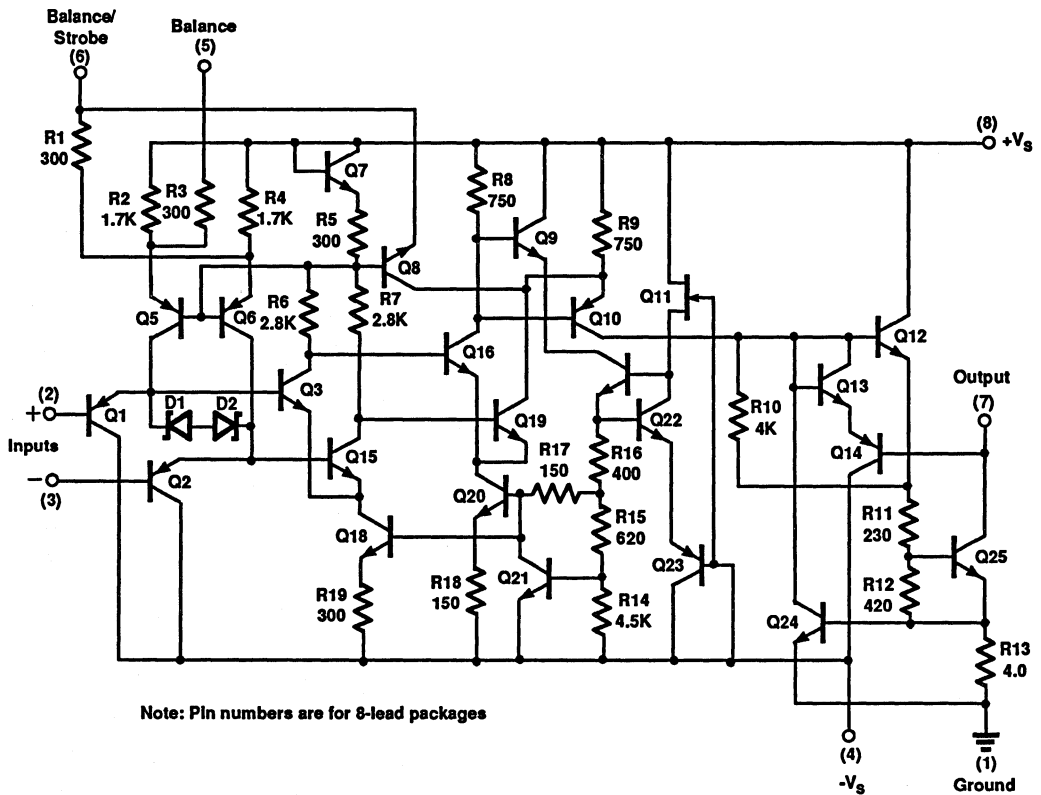 Balance/
Strobe
(6)
Balance
(5)
(8)
+VS
R1
300
R2
1.7K
R3
300
R4
1.7K
Q7
R5
300
Q8
R8
750
Q9
R9
750
Q11
Q5
Q6
R6
2.8K
R7
2.8K
Q16
Q10
Q12
(2)
+
Q1
D1
D2
Q3
Q19
Q22
R10
4K
Q13
Output
(7)
Inputs
−
(3)
Q2
Q15
R17
150
R16
400
Q14
Q20
Q18
R15
620
R11
230
Q25
R19
300
R18
150
Q21
R14
4.5K
Q23
R12
420
Q24
R13
4.0
Note: Pin numbers are for 8-lead packages
(4)
-VS
(1)
Ground